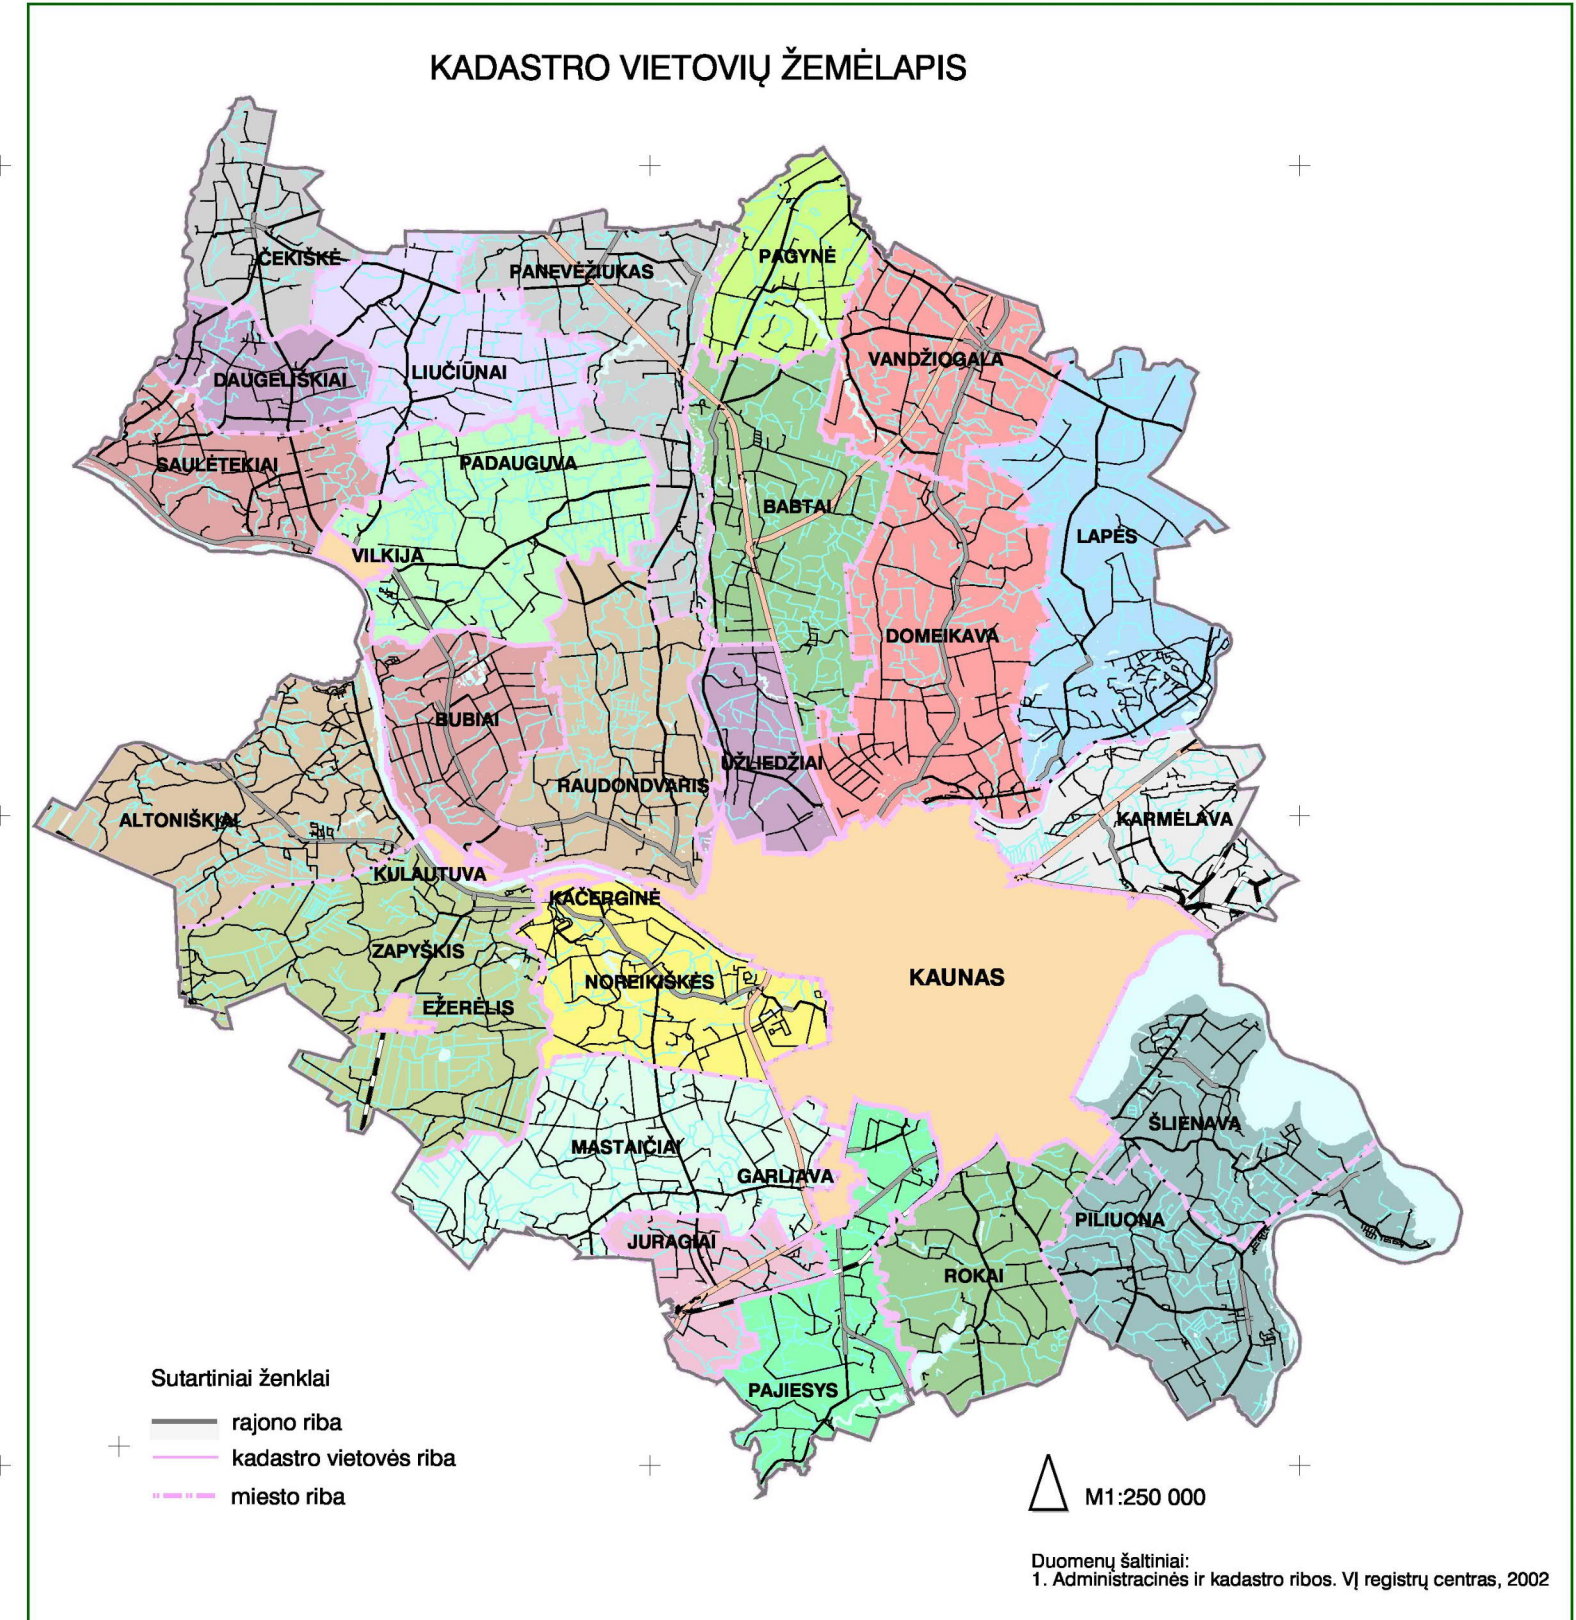 KADASTRO VIETOVIŲ ŽEMĖLAPIS
ČEKIŠKĖ
PANEVĖŽIUKAS
PAGYNĖ
VANDŽIOGALA
DAUGELIŠKIAI
LIUČIŪNAI
SAULĖTEKIAI
PADAUGUVA
BABTAI
LAPĖS
VILKIJA
DOMEIKAVA
BUBIAI
UŽLIEDŽIAI
RAUDONDVARIS
ALTONIŠKIAI
KARMĖLAVA
KULAUTUVA
KAČERGINĖ
ZAPYŠKIS
NOREIKIŠKĖS
KAUNAS
EŽERĖLIS
ŠLIENAVA
MASTAIČIAI
GARLIAVA
PILIUONA
JURAGIAI
ROKAI
PAJIESYS
Sutartiniai ženklai
rajono riba
kadastro vietovės riba
miesto riba
M1:250 000
Duomenų šaltiniai:
1. Administracinės ir kadastro ribos. VĮ registrų centras, 2002